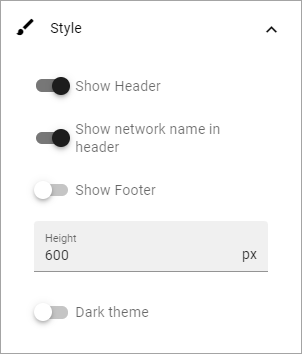 Style
Show Header
Show network name in
header
Show Footer
Height
600 px
Dark theme